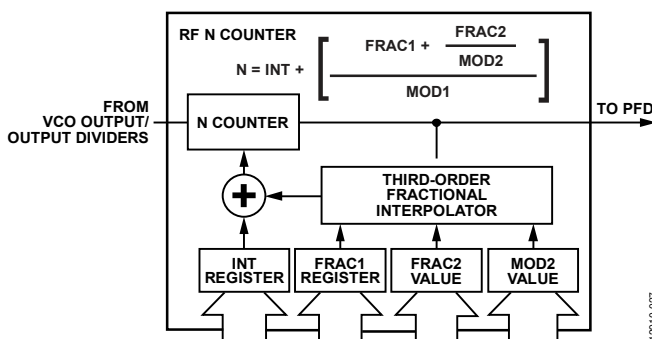 RF N COUNTER
N = INT +
FRAC1 +
FRAC2
MOD2
MOD1
FROM
VCO OUTPUT/
OUTPUT DIVIDERS
N COUNTER
TO PFD
THIRD-ORDER
FRACTIONAL
INTERPOLATOR
+
INT
REGISTER
FRAC1
REGISTER
FRAC2
VALUE
MOD2
VALUE